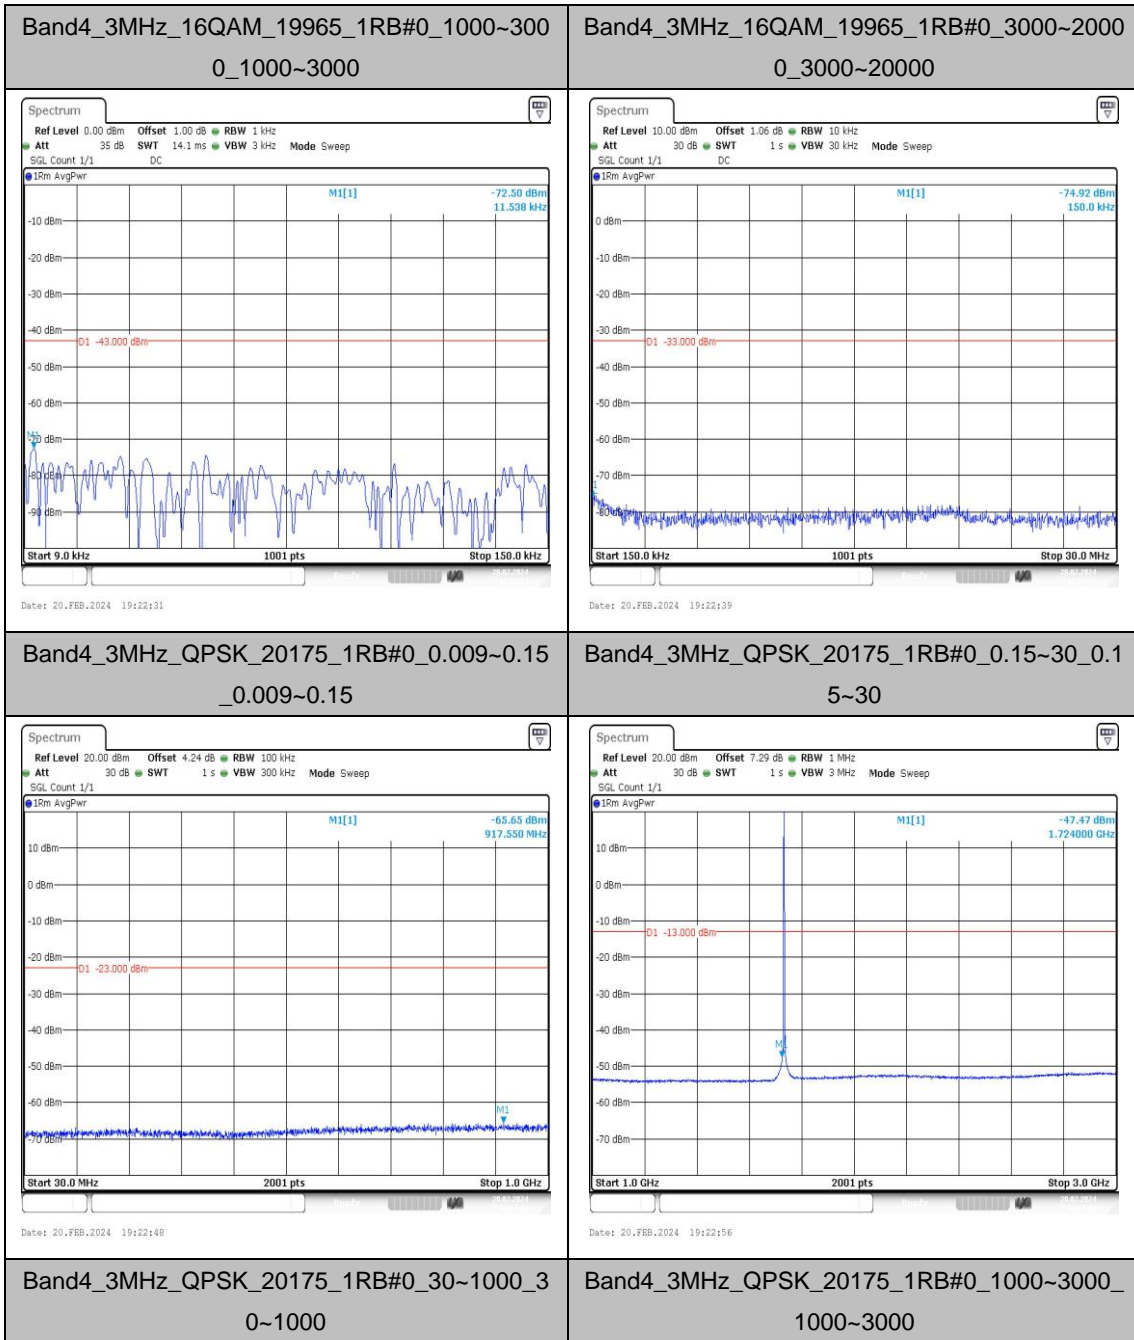 Band4_3MHz_16QAM_19965_1RB#0_1000~300
0_1000~3000
Band4_3MHz_16QAM_19965_1RB#0_3000~2000
0_3000~20000
Spectrum
Ref Level 0.00 dBm Offset 1.00 dB RBW 1 kHz
Att 35 dB SWT 14.1 ms VBW 3 kHz Mode Sweep
SGL Count 1/1 DC
1Rm AvgPwr
M1[1] -72.50 dBm
11.538 kHz
-10 dBm
-20 dBm
-30 dBm
-40 dBm
D1 -43.000 dBm
-50 dBm
-60 dBm
-70 dBm
-80 dBm
-90 dBm
Start 9.0 kHz 1001 pts Stop 150.0 kHz
Date: 20.FEB.2024 19:22:31
Spectrum
Ref Level 10.00 dBm Offset 1.06 dB RBW 10 kHz
Att 30 dB SWT 1 s VBW 30 kHz Mode Sweep
SGL Count 1/1 DC
1Rm AvgPwr
M1[1] -74.92 dBm
150.0 kHz
0 dBm
-10 dBm
-20 dBm
-30 dBm
D1 -33.000 dBm
-40 dBm
-50 dBm
-60 dBm
-70 dBm
-80 dBm
Start 150.0 kHz 1001 pts Stop 30.0 MHz
Date: 20.FEB.2024 19:22:39
Band4_3MHz_QPSK_20175_1RB#0_0.009~0.15
_0.009~0.15
Band4_3MHz_QPSK_20175_1RB#0_0.15~30_0.1
5~30
Spectrum
Ref Level 20.00 dBm Offset 4.24 dB RBW 100 kHz
Att 30 dB SWT 1 s VBW 300 kHz Mode Sweep
SGL Count 1/1
1Rm AvgPwr
M1[1] -65.65 dBm
917.550 MHz
10 dBm
0 dBm
-10 dBm
-20 dBm
D1 -23.000 dBm
-30 dBm
-40 dBm
-50 dBm
-60 dBm
M1
-70 dBm
Start 30.0 MHz 2001 pts Stop 1.0 GHz
Date: 20.FEB.2024 19:22:48
Spectrum
Ref Level 20.00 dBm Offset 7.29 dB RBW 1 MHz
Att 30 dB SWT 1 s VBW 3 MHz Mode Sweep
SGL Count 1/1
1Rm AvgPwr
M1[1] -47.47 dBm
1.724000 GHz
10 dBm
0 dBm
-10 dBm
D1 -13.000 dBm
-20 dBm
-30 dBm
-40 dBm
-50 dBm
-60 dBm
-70 dBm
Start 1.0 GHz 2001 pts Stop 3.0 GHz
Date: 20.FEB.2024 19:22:56
Band4_3MHz_QPSK_20175_1RB#0_30~1000_3
0~1000
Band4_3MHz_QPSK_20175_1RB#0_1000~3000_
1000~3000